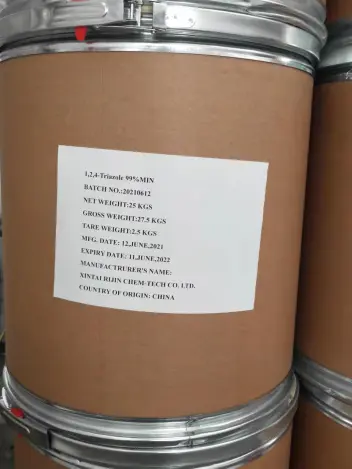 1,2,4-Triazole 99%MIN
BATCH NO.:20210612
NET WEIGHT:25 KGS
GROSS WEIGHT:27.5 KGS
TARE WEIGHT:2.5 KGS
MFG. DATE: 12,JUNE,2021
EXPIRY DATE: 11,JUNE,2022
MANUFACTRURER'S NAME:
XINTAI RIJIN CHEM-TECH CO. LTD.
COUNTRY OF ORIGIN: CHINA